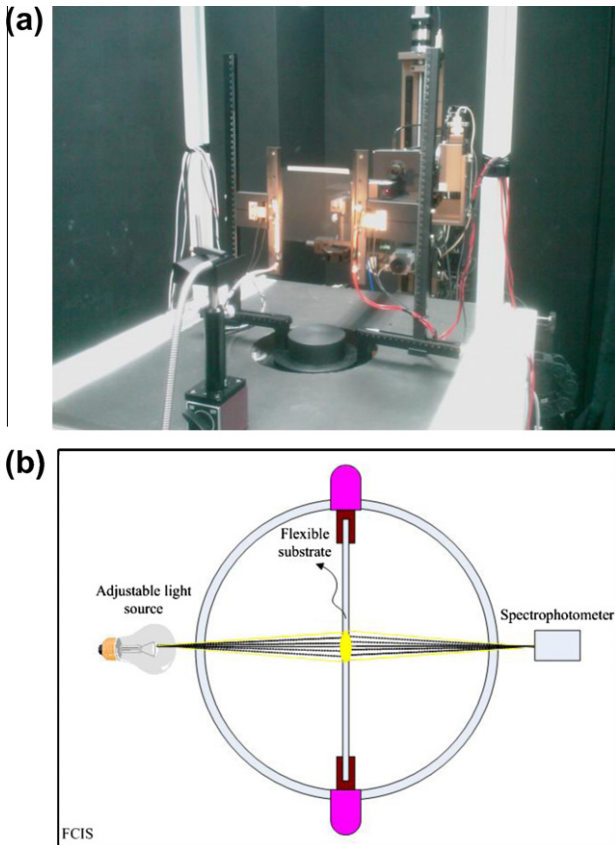 (a)
(b)
Flexible
substrate
Adjustable light
source
Spectrophotometer
FCIS